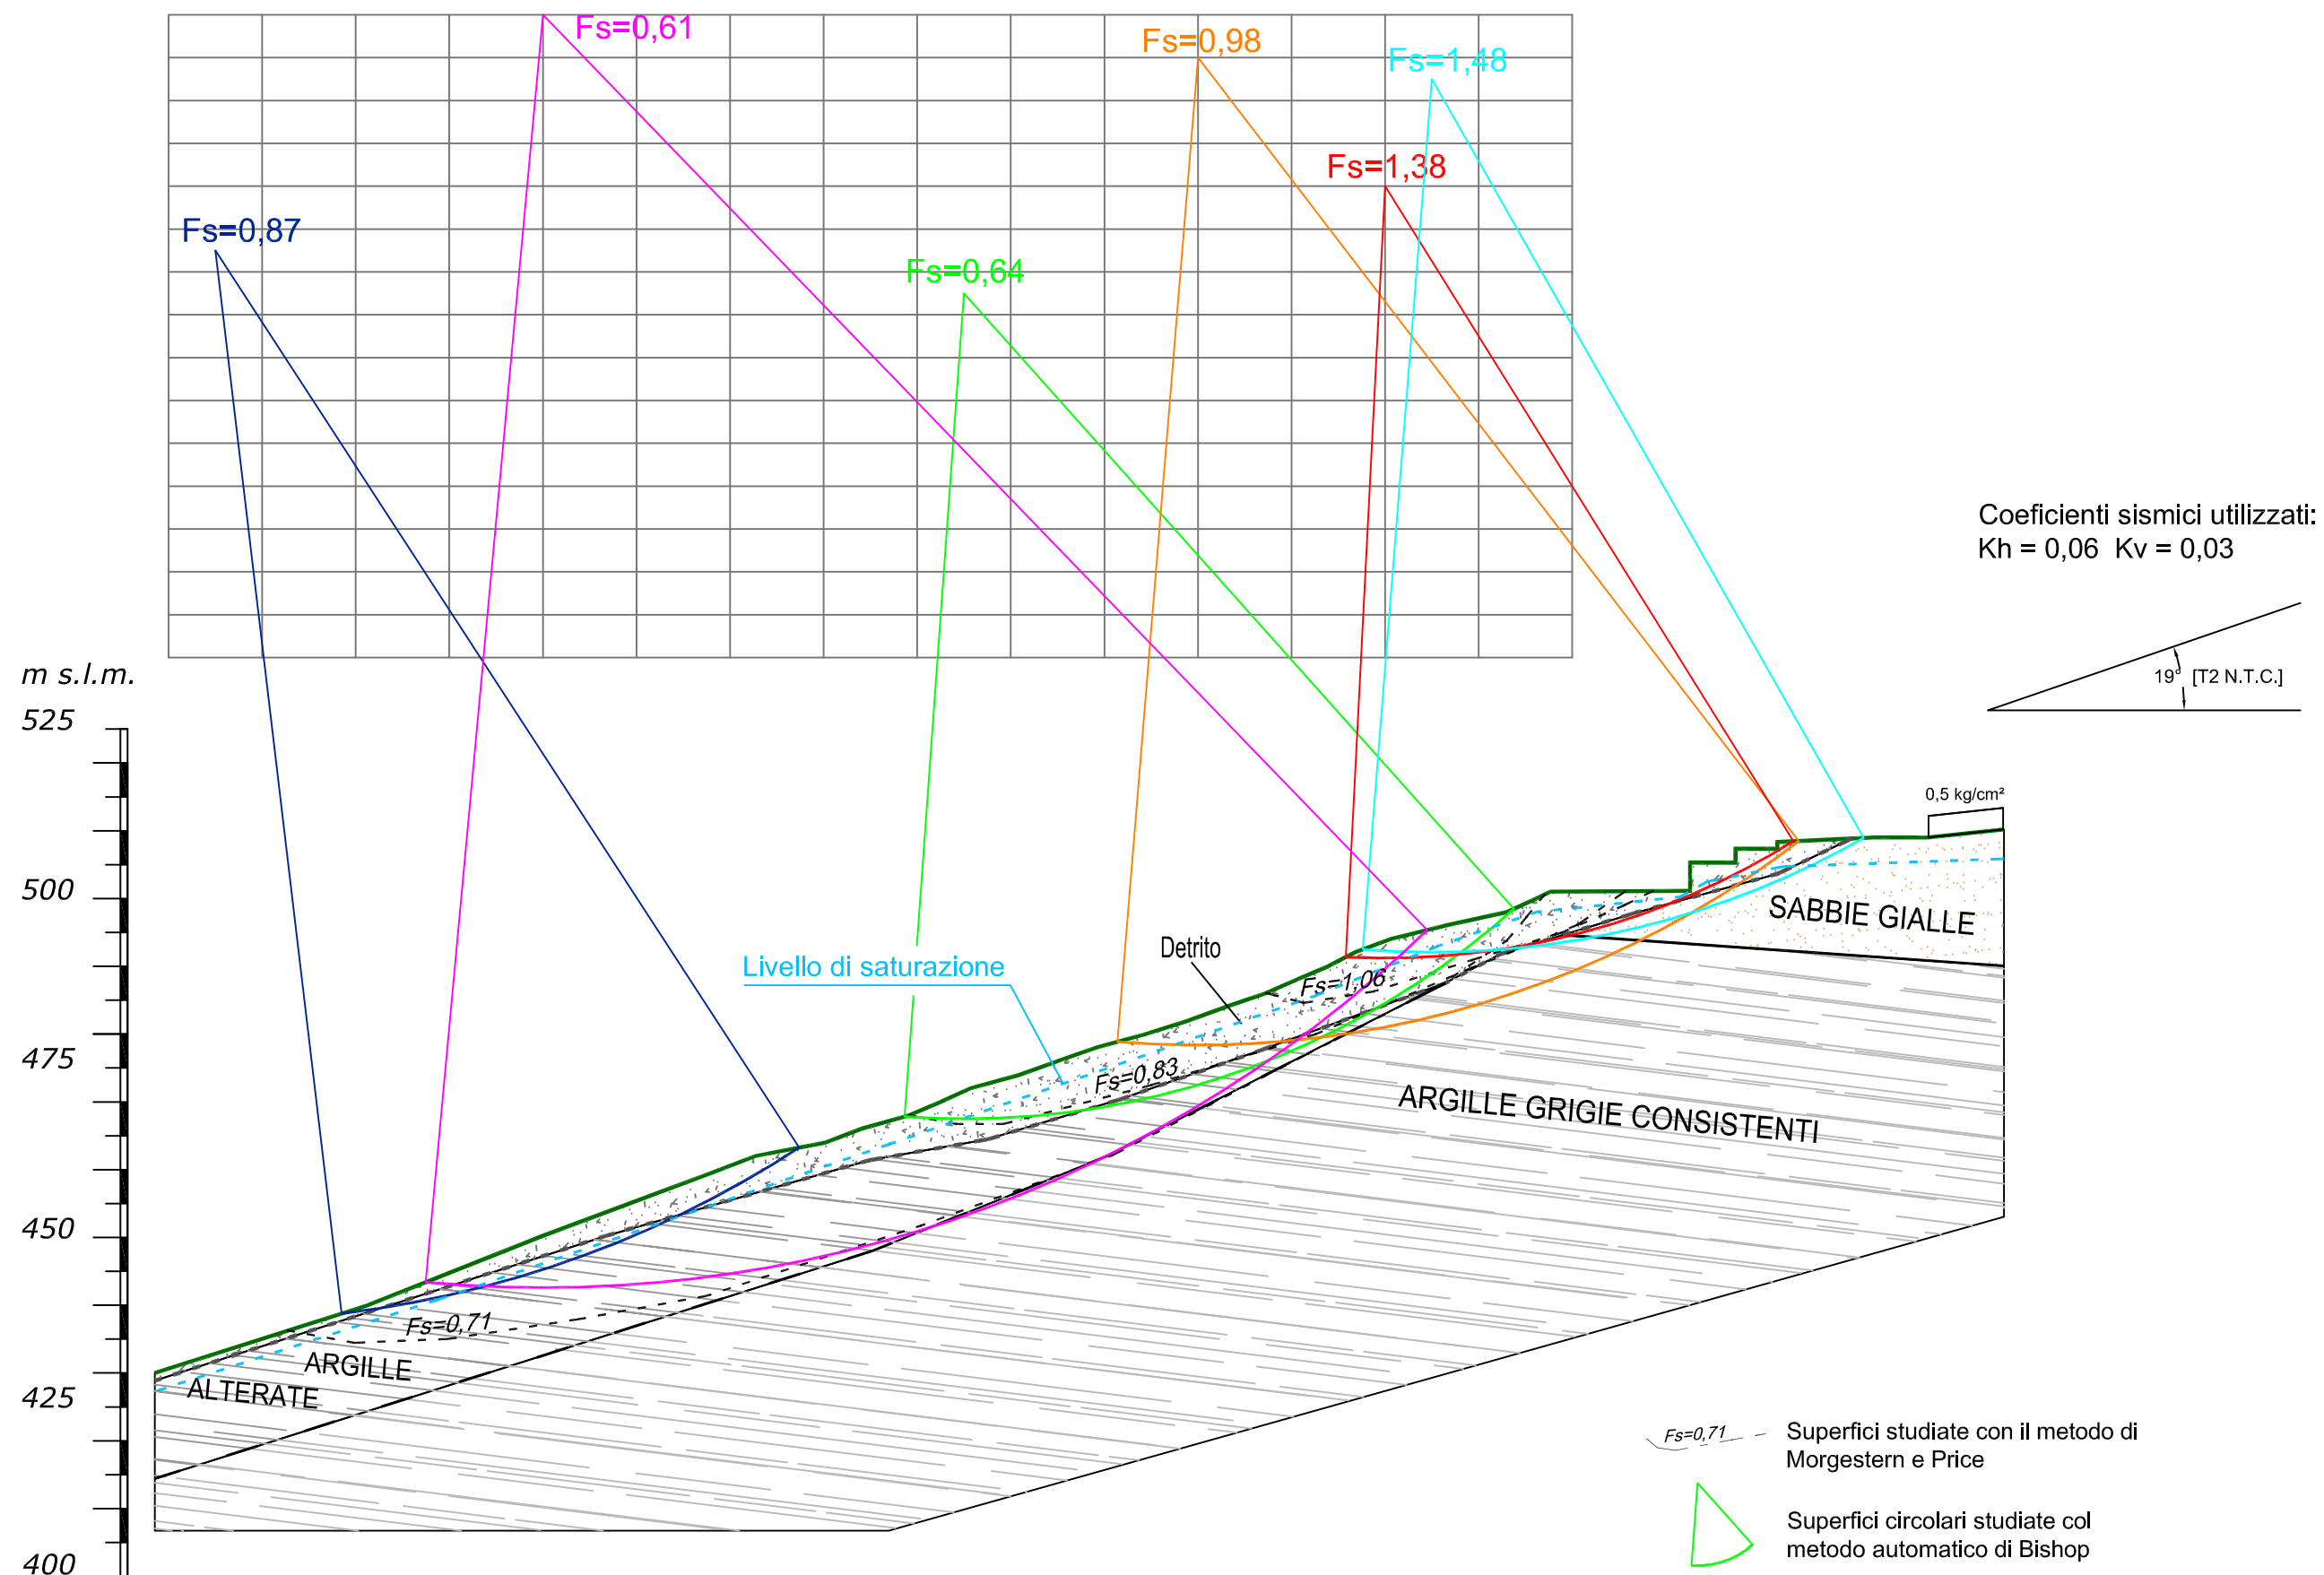 Fs=0,61
Fs=0,98
Fs=1,48
Fs=1,38
Fs=0,87
Fs=0,64
Coeficienti sismici utilizzati:
Kh = 0,06 Kv = 0,03
19° [T2 N.T.C.]
m s.l.m.
525
500
475
450
425
400
0,5 kg/cm²
SABBIE GIALLE
Detrito
Livello di saturazione
Fs=1,06
Fs=0,83
ARGILLE GRIGIE CONSISTENTI
Fs=0,71
ARGILLE
ALTERATE
Fs=0,71
Superfici studiate con il metodo di
Morgestern e Price
Superfici circolari studiate col
metodo automatico di Bishop